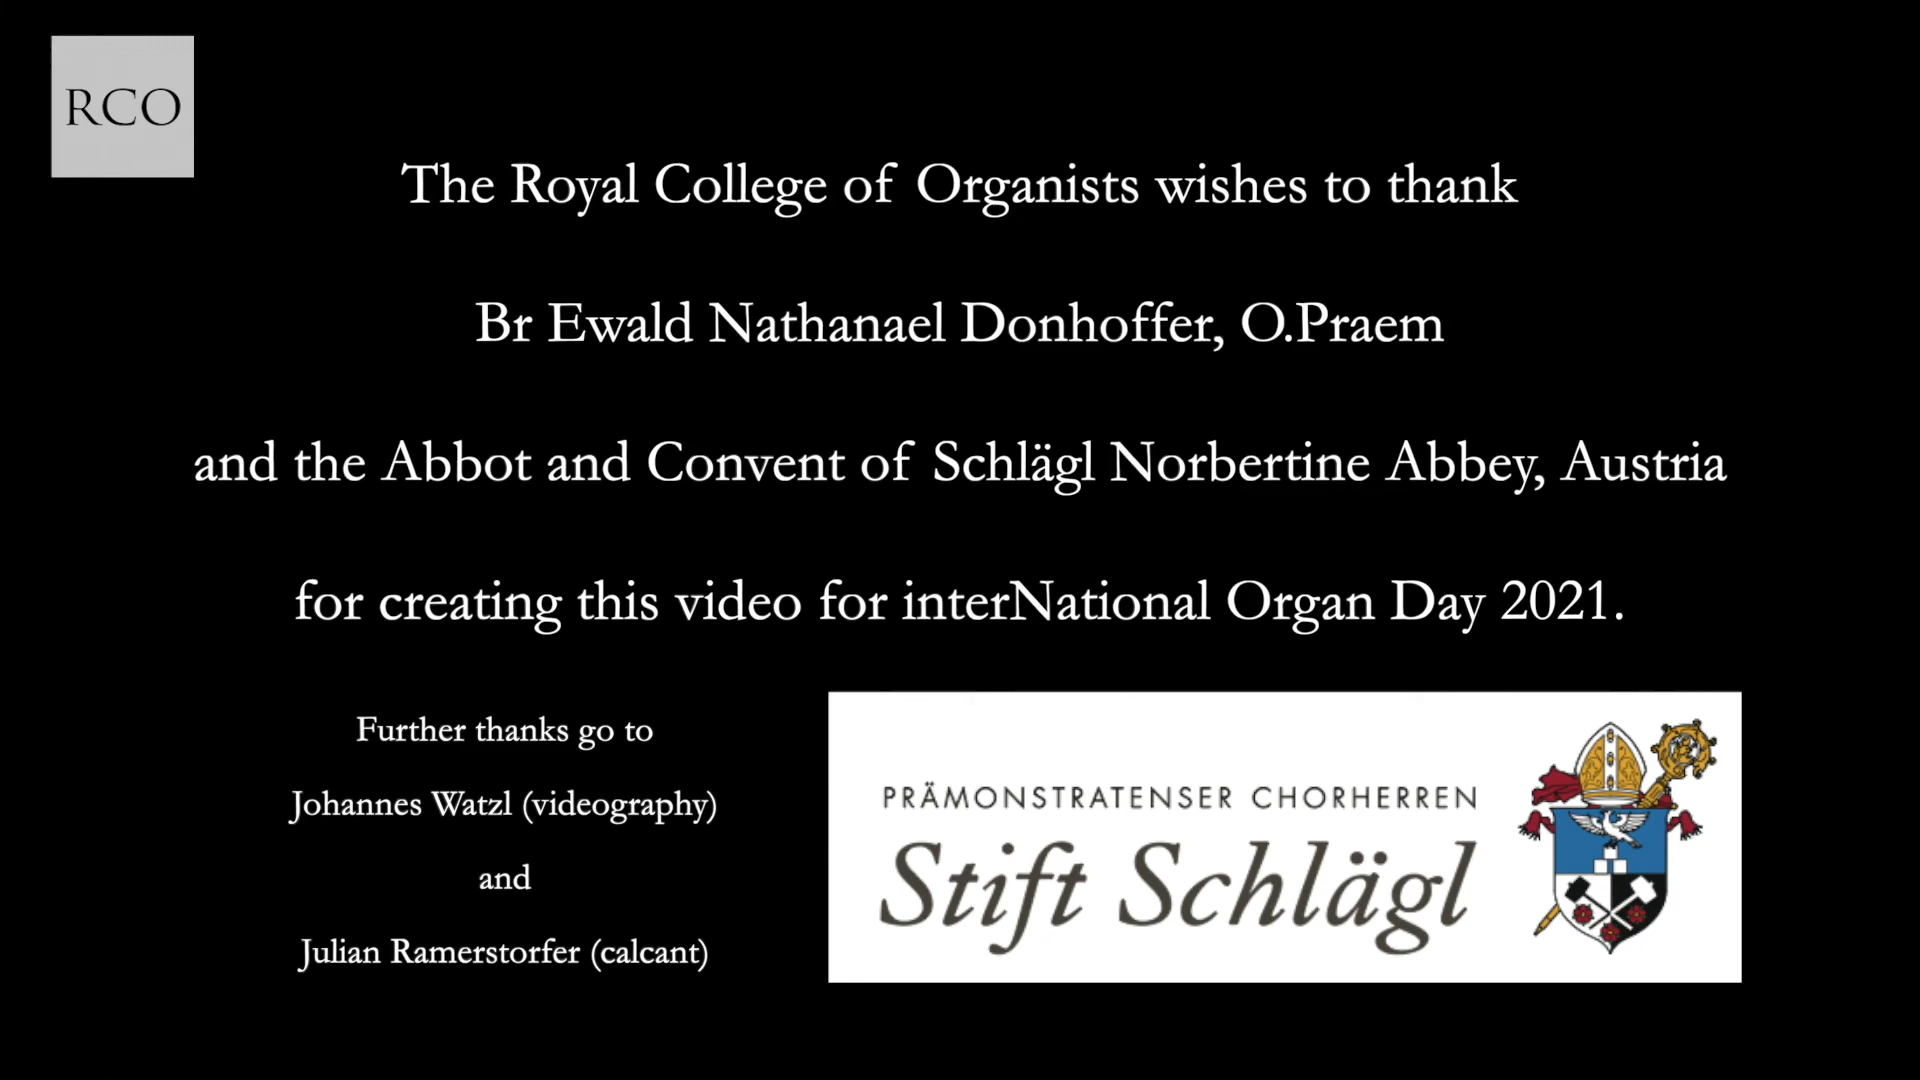 RCO
The Royal College of Organists wishes to thank
Br Ewald Nathanael Donhoffer, O.Praem
and the Abbot and Convent of Schlägl Norbertine Abbey, Austria
for creating this video for interNational Organ Day 2021.
Further thanks go to
Johannes Watzl (videography)
and
Julian Ramerstorfer (calcant)
PRÄMONSTRATENSER CHORHERREN
Stift Schlägl